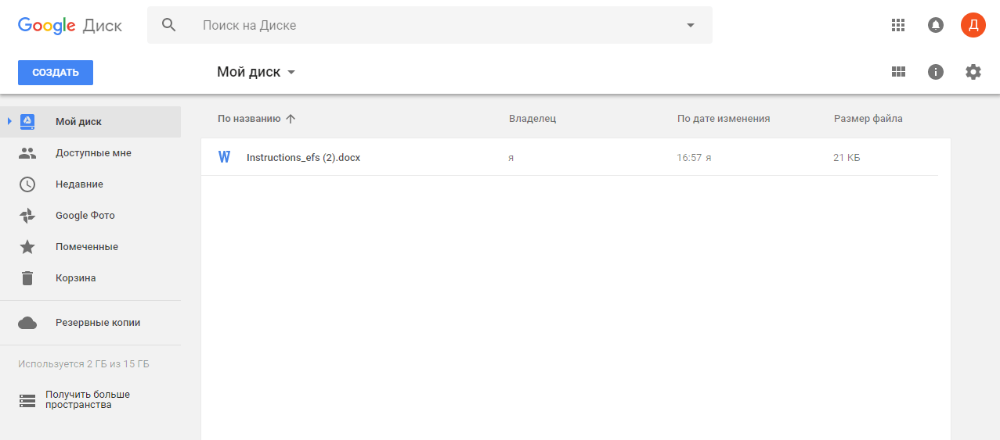 Google Диск
Поиск на Диске
Д
СОЗДАТЬ
Мой диск
Мой диск
Доступные мне
Недавние
Google Фото
Помеченные
Корзина
Резервные копии
Используется 2 ГБ из 15 ГБ
Получить больше
пространства
По названию Владелец По дате изменения Размер файла
W Instructions_efs (2).docx я 16:57 я 21 КБ